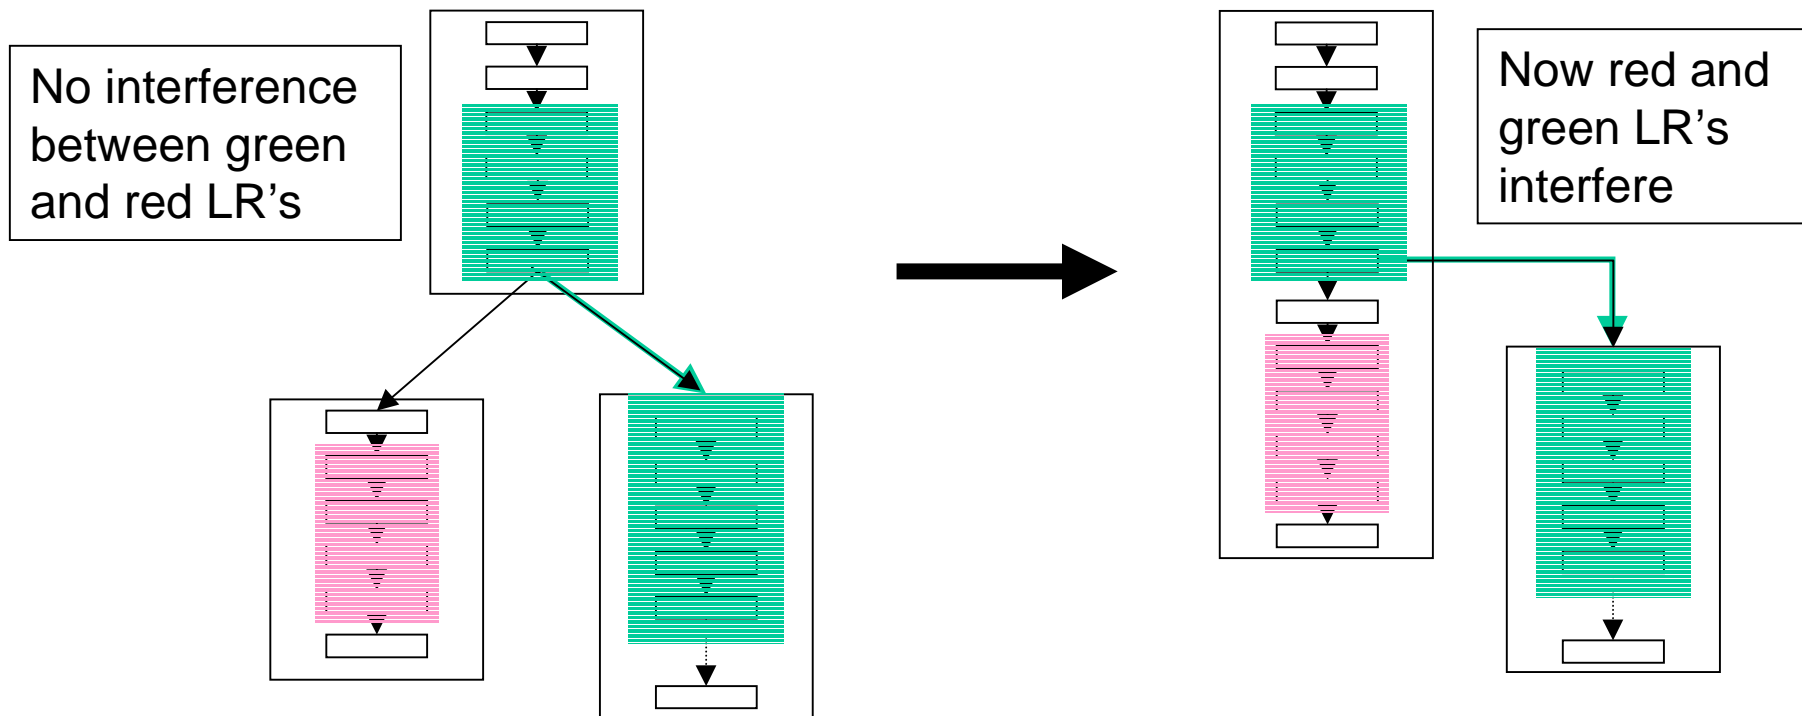 No interference
between green
and red LR's
Now red and
green LR's
interfere